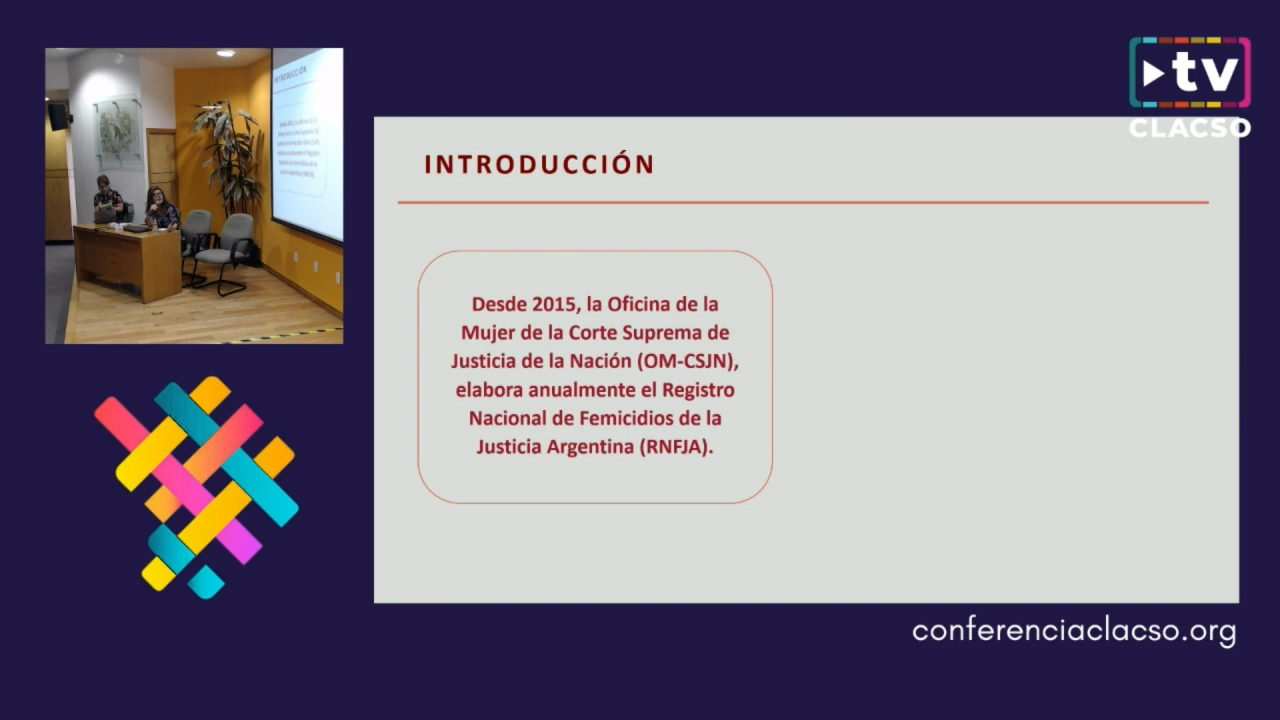 tv
CLACSO
INTRODUCCIÓN
Desde 2015, la Oficina de la
Mujer de la Corte Suprema de
Justicia de la Nación (OM-CSJN),
elabora anualmente el Registro
Nacional de Femicidios de la
Justicia Argentina (RNFJA).
conferenciaclacso.org